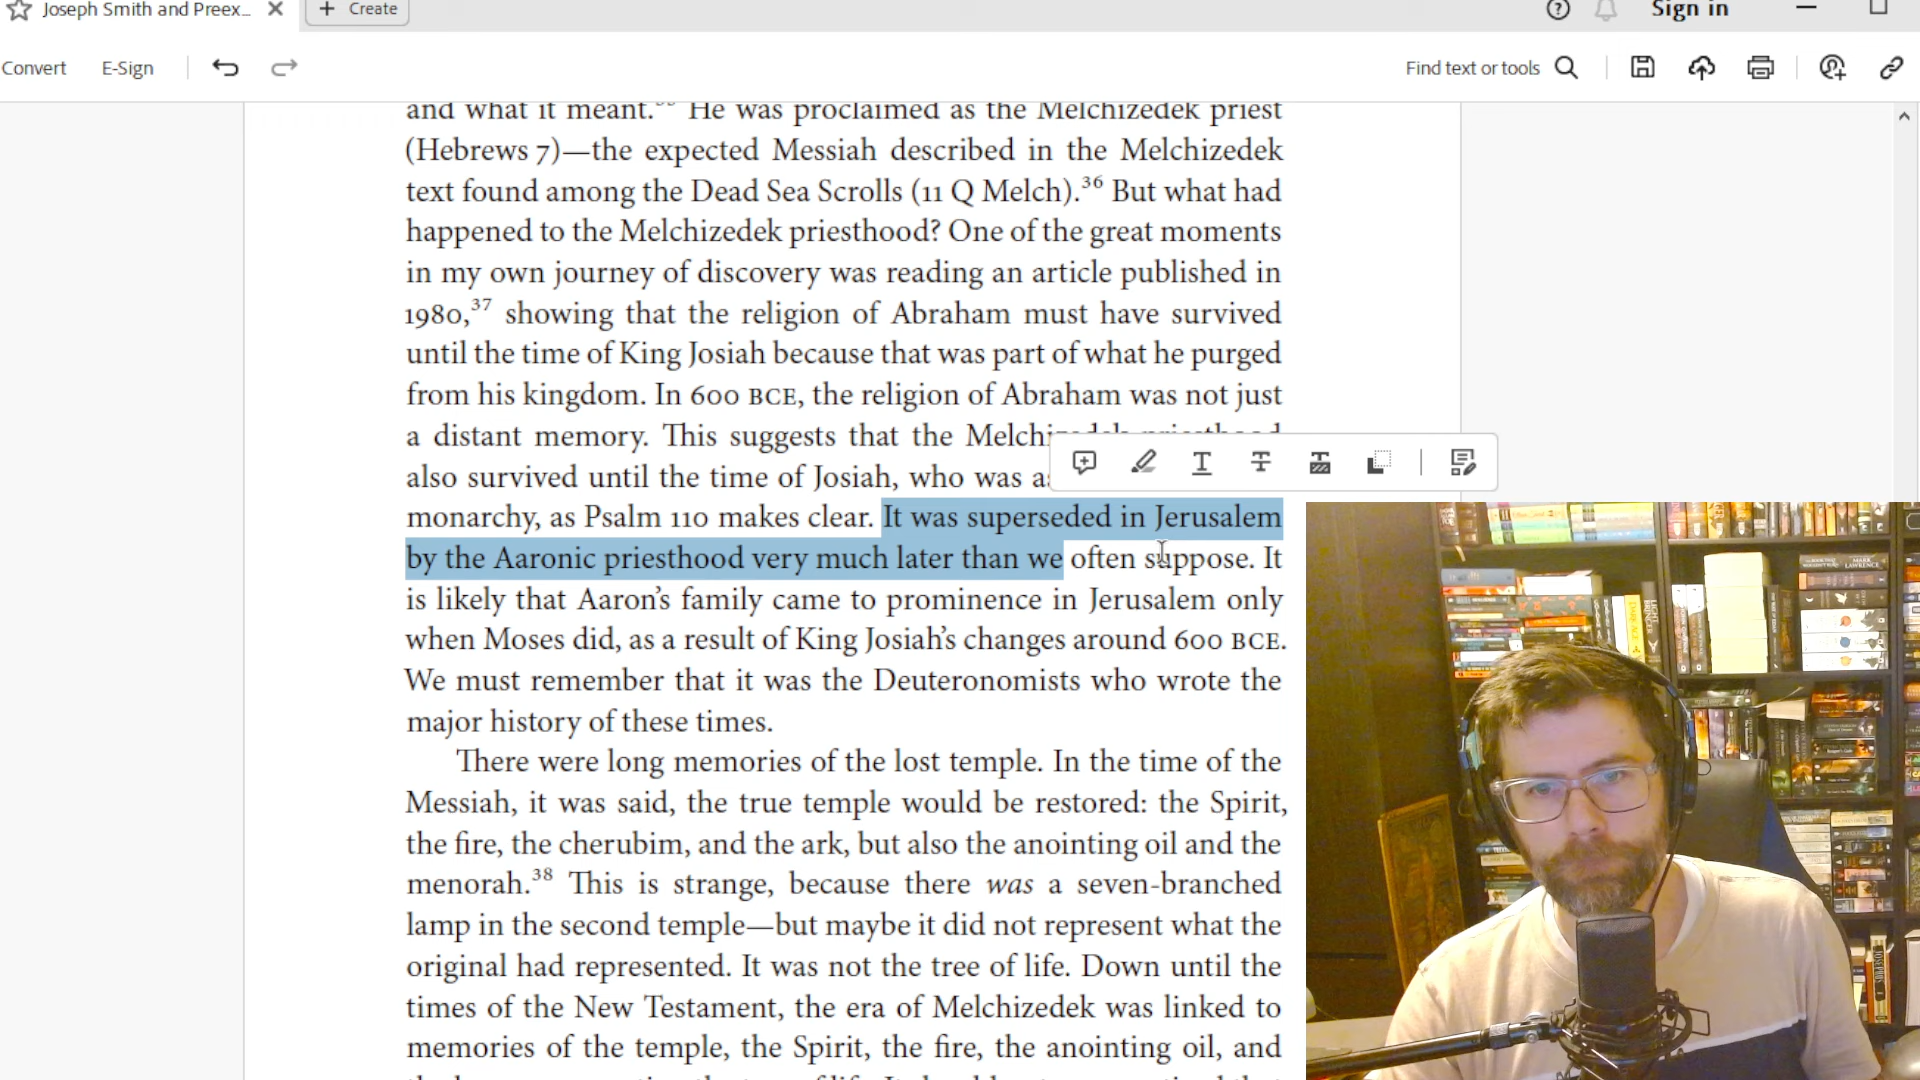 Joseph Smith and Preex...
Create
Sign in
Convert
E-Sign
Find text or tools
and what it meant.³⁵ He was proclaimed as the Melchizedek priest
(Hebrews 7)—the expected Messiah described in the Melchizedek
text found among the Dead Sea Scrolls (11 Q Melch).³⁶ But what had
happened to the Melchizedek priesthood? One of the great moments
in my own journey of discovery was reading an article published in
1980,³⁷ showing that the religion of Abraham must have survived
until the time of King Josiah because that was part of what he purged
from his kingdom. In 600 BCE, the religion of Abraham was not just
a distant memory. This suggests that the Melchizedek priesthood
also survived until the time of Josiah, who was
monarchy, as Psalm 110 makes clear. It was superseded in Jerusalem
by the Aaronic priesthood very much later than we often suppose. It
is likely that Aaron's family came to prominence in Jerusalem only
when Moses did, as a result of King Josiah's changes around 600 BCE.
We must remember that it was the Deuteronomists who wrote the
major history of these times.
There were long memories of the lost temple. In the time of the
Messiah, it was said, the true temple would be restored: the Spirit,
the fire, the cherubim, and the ark, but also the anointing oil and the
menorah.³⁸ This is strange, because there was a seven-branched
lamp in the second temple—but maybe it did not represent what the
original had represented. It was not the tree of life. Down until the
times of the New Testament, the era of Melchizedek was linked to
memories of the temple, the Spirit, the fire, the anointing oil, and